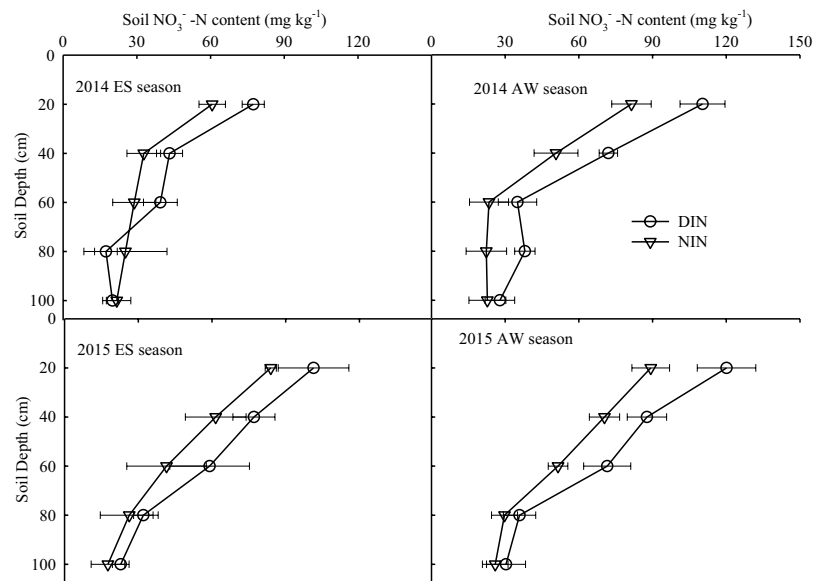 Soil NO₃⁻ -N content (mg kg⁻¹)
Soil NO₃⁻ -N content (mg kg⁻¹)
0 30 60 90 120
0 30 60 90 120 150
0
20
40
60
80
100
Soil Depth (cm)
2014 ES season
2014 AW season
DIN
NIN
20
40
60
80
100
Soil Depth (cm)
2015 ES season
2015 AW season